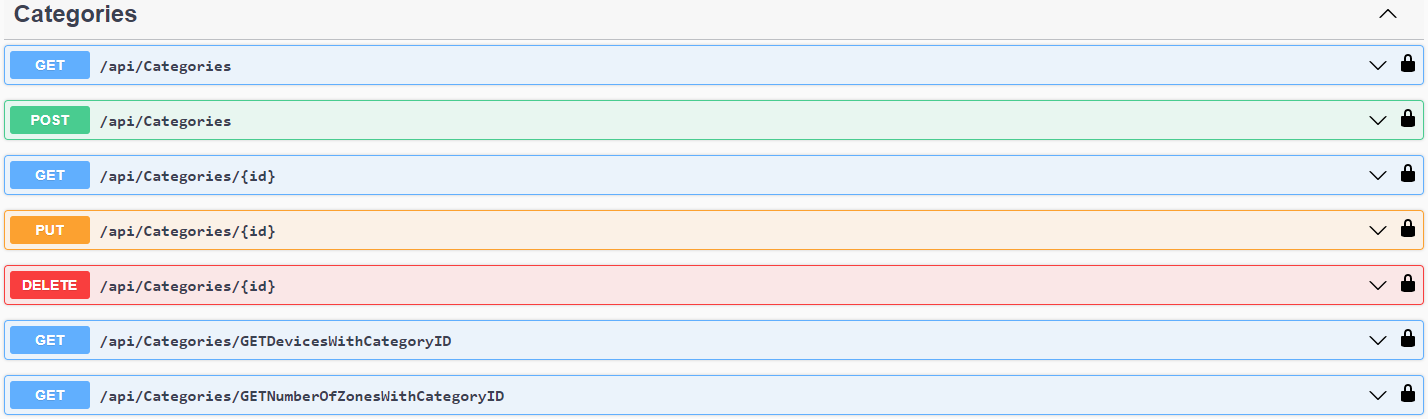 Categories
GET /api/Categories
POST /api/Categories
GET /api/Categories/{id}
PUT /api/Categories/{id}
DELETE /api/Categories/{id}
GET /api/Categories/GETDevicesWithCategoryID
GET /api/Categories/GETNumberOfZonesWithCategoryID